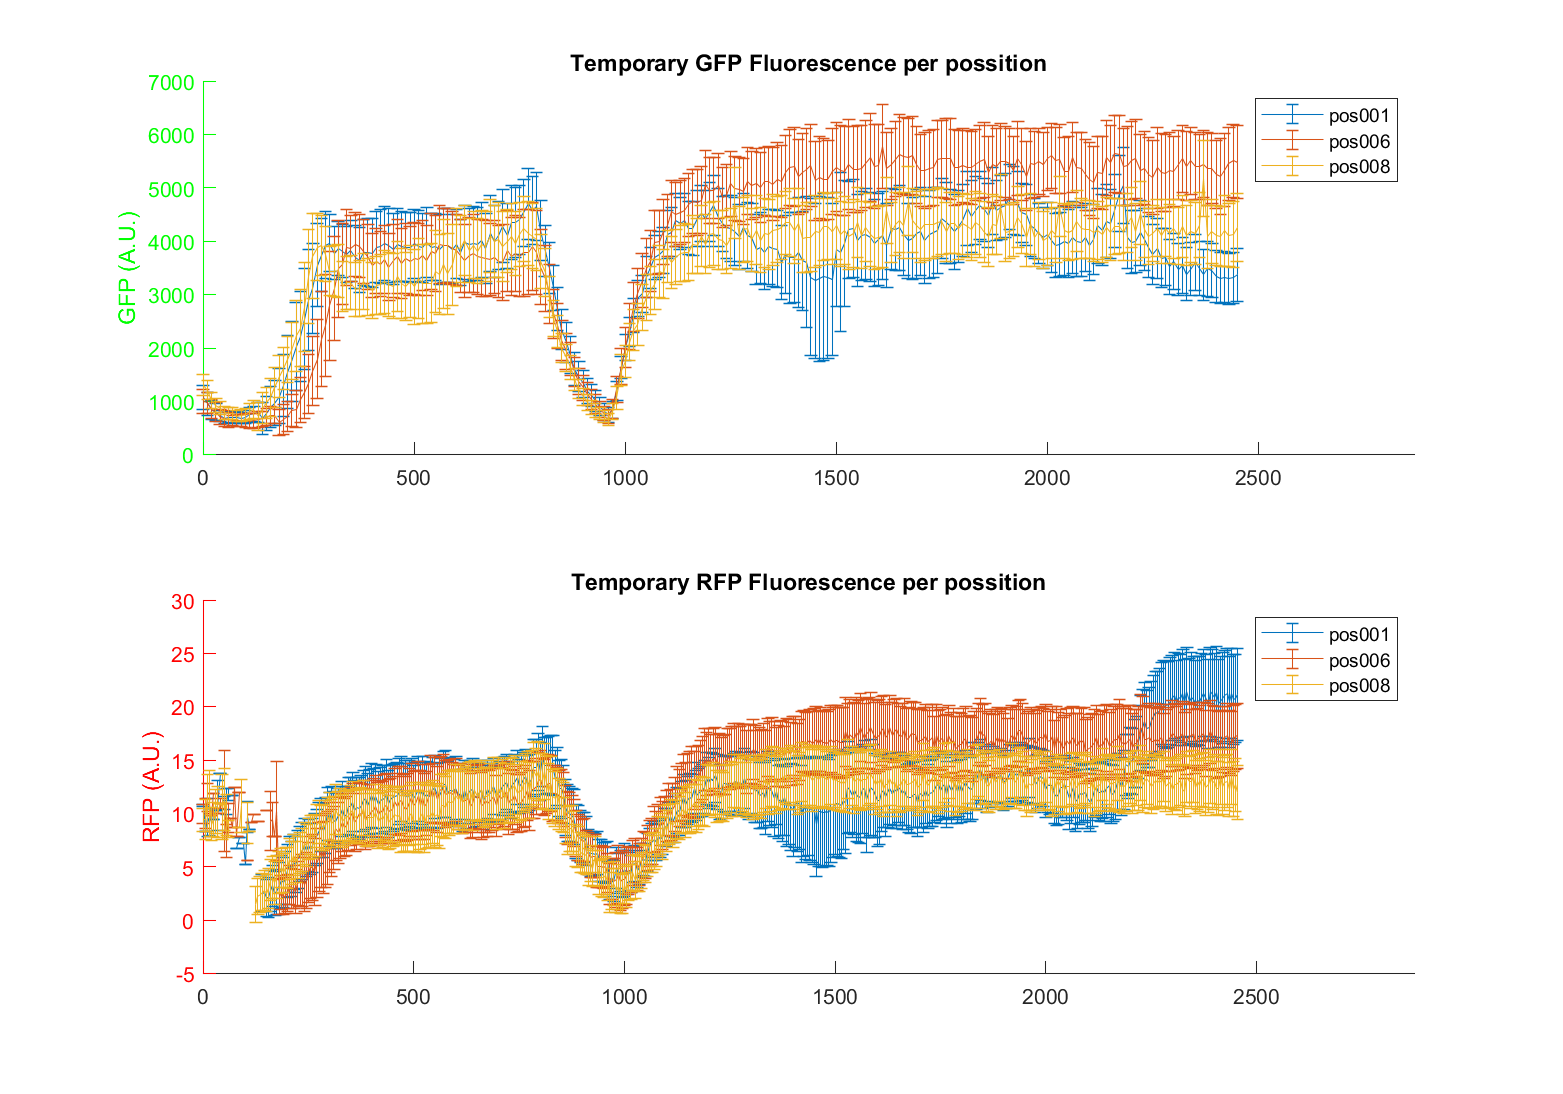 Temporary GFP Fluorescence per possition
7000
6000
5000
4000
3000
2000
1000
0
GFP (A.U.)
pos001
pos006
pos008
0 500 1000 1500 2000 2500
Temporary RFP Fluorescence per possition
30
25
20
15
10
5
0
-5
RFP (A.U.)
pos001
pos006
pos008
0 500 1000 1500 2000 2500